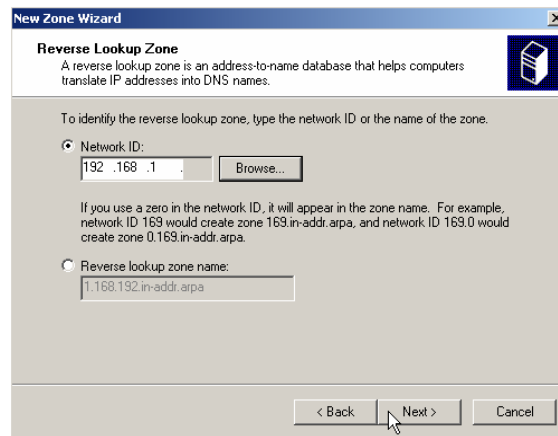 New Zone Wizard
Reverse Lookup Zone
A reverse lookup zone is an address-to-name database that helps computers
translate IP addresses into DNS names.
To identify the reverse lookup zone, type the network ID or the name of the zone.
Network ID:
192 .168 .1 .
Browse...
If you use a zero in the network ID, it will appear in the zone name. For example,
network ID 169 would create zone 169.in-addr.arpa, and network ID 169.0 would
create zone 0.169.in-addr.arpa.
Reverse lookup zone name:
1.168.192.in-addr.arpa
< Back Next > Cancel